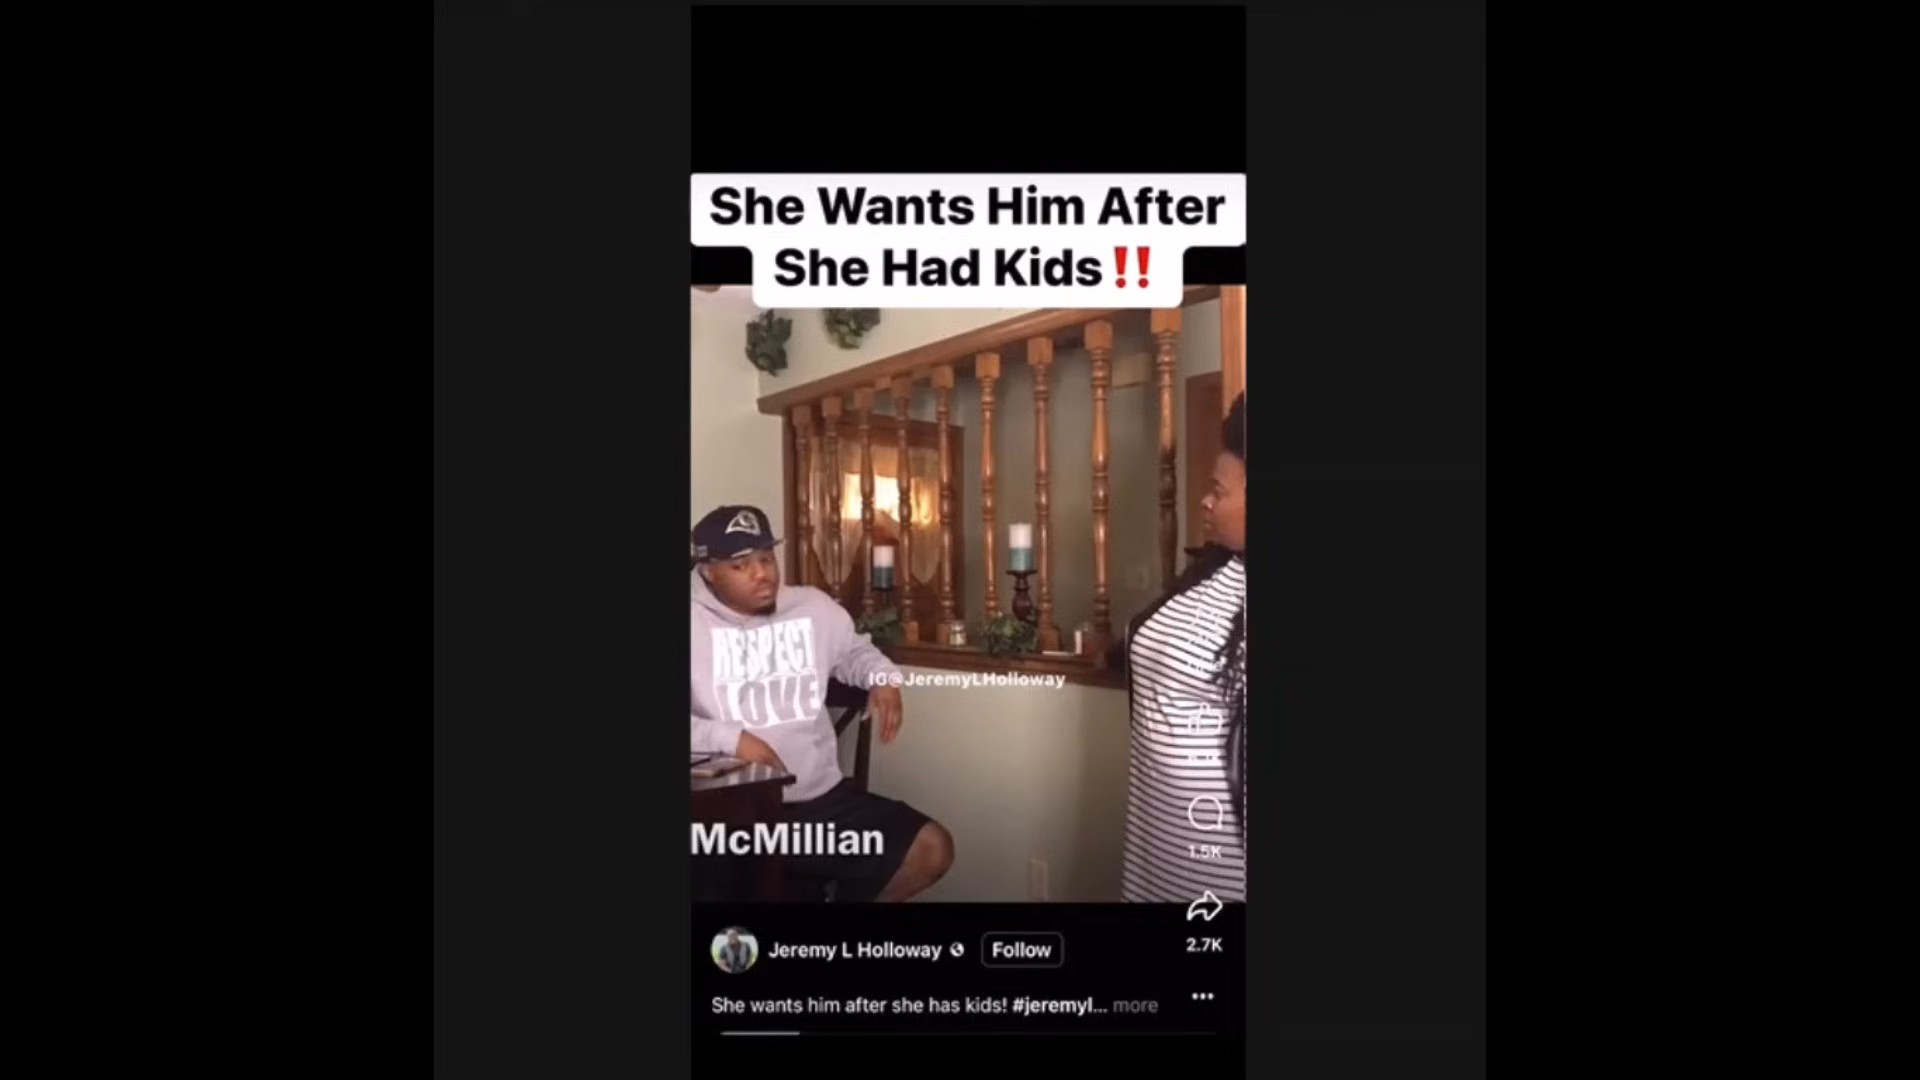 She Wants Him After
She Had Kids‼️
RESPECT
LOVE
IG@JeremyLHolloway
McMillian
1.5K
2.7K
Jeremy L Holloway
Follow
She wants him after she has kids! #jeremyl... more